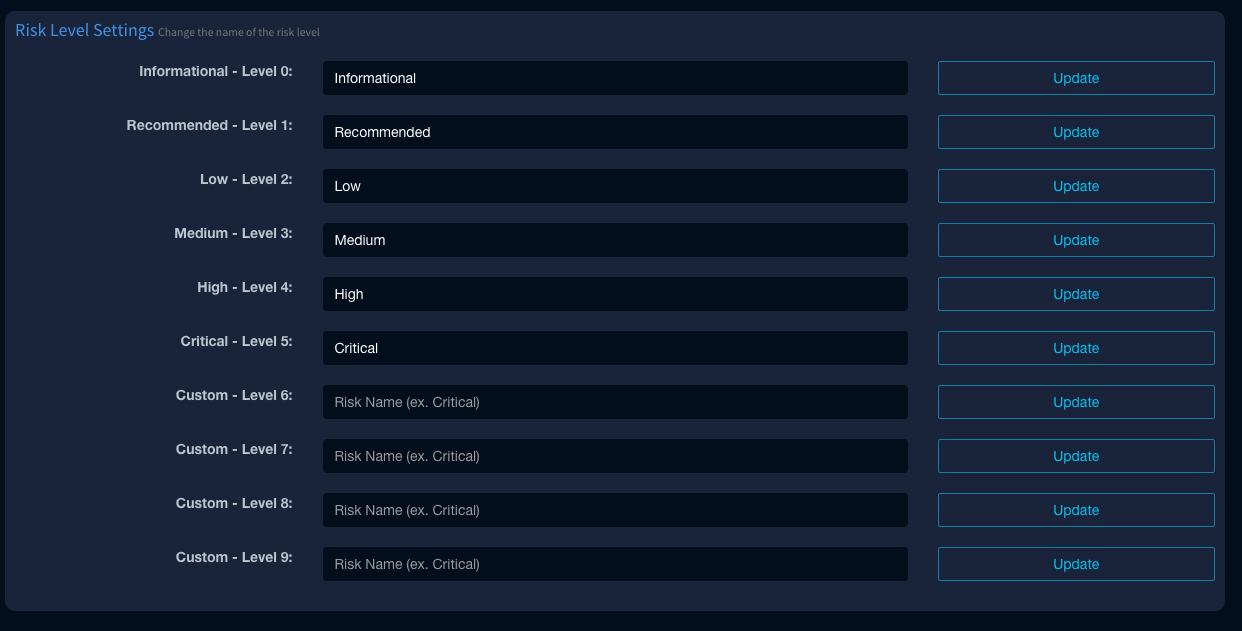 Risk Level Settings Change the name of the risk level
Informational - Level 0: Informational Update
Recommended - Level 1: Recommended Update
Low - Level 2: Low Update
Medium - Level 3: Medium Update
High - Level 4: High Update
Critical - Level 5: Critical Update
Custom - Level 6: Risk Name (ex. Critical) Update
Custom - Level 7: Risk Name (ex. Critical) Update
Custom - Level 8: Risk Name (ex. Critical) Update
Custom - Level 9: Risk Name (ex. Critical) Update